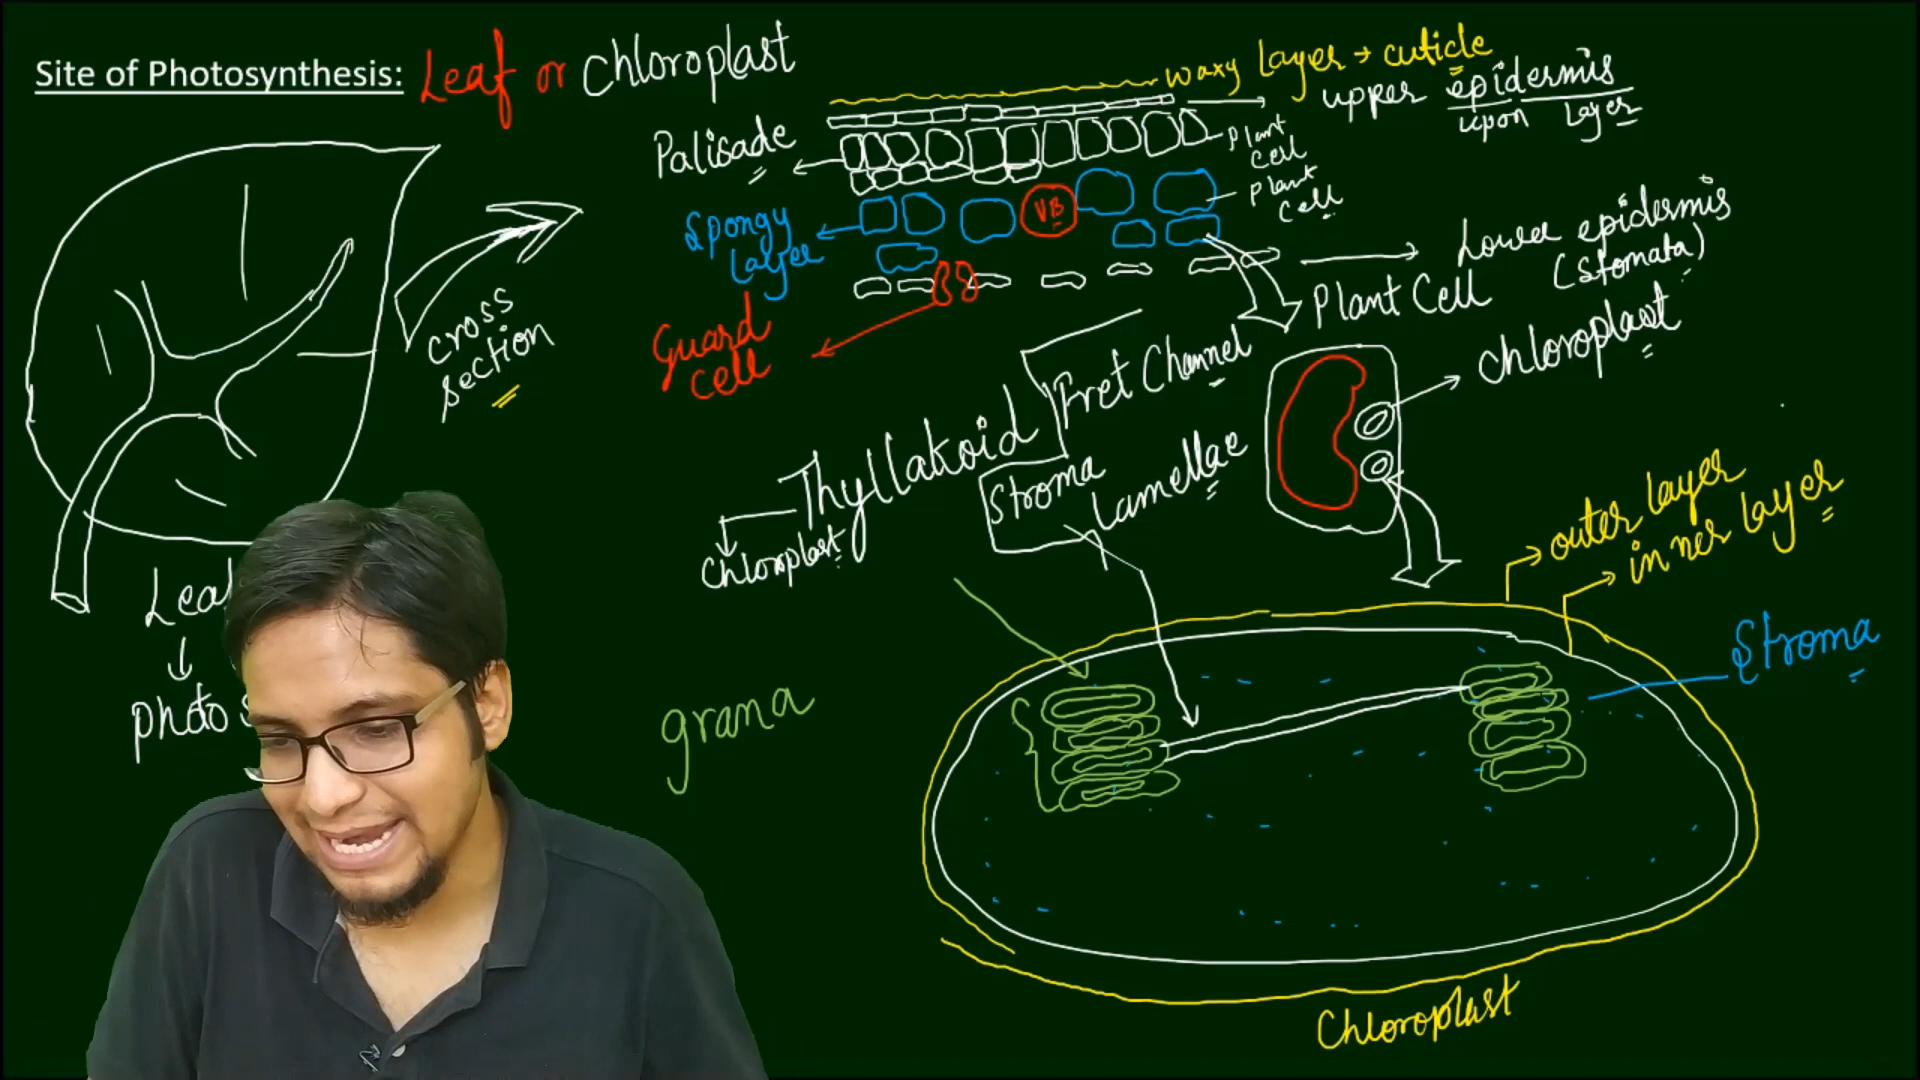 Site of Photosynthesis: Leaf or Chloroplast
waxy Layer → cuticle
upper epidermis
upon Layer
Palisade
Plant
Cell
Plant
Cell
Spongy
Layer
VB
Lower epidermis
(Stomata)
Guard
Cell
cross
section
Plant Cell
Chloroplast
Fret Channel
Thyllakoid
Stroma
Lamellae
Chloroplast
outer layer
inner layer
Stroma
grana
Chloroplast